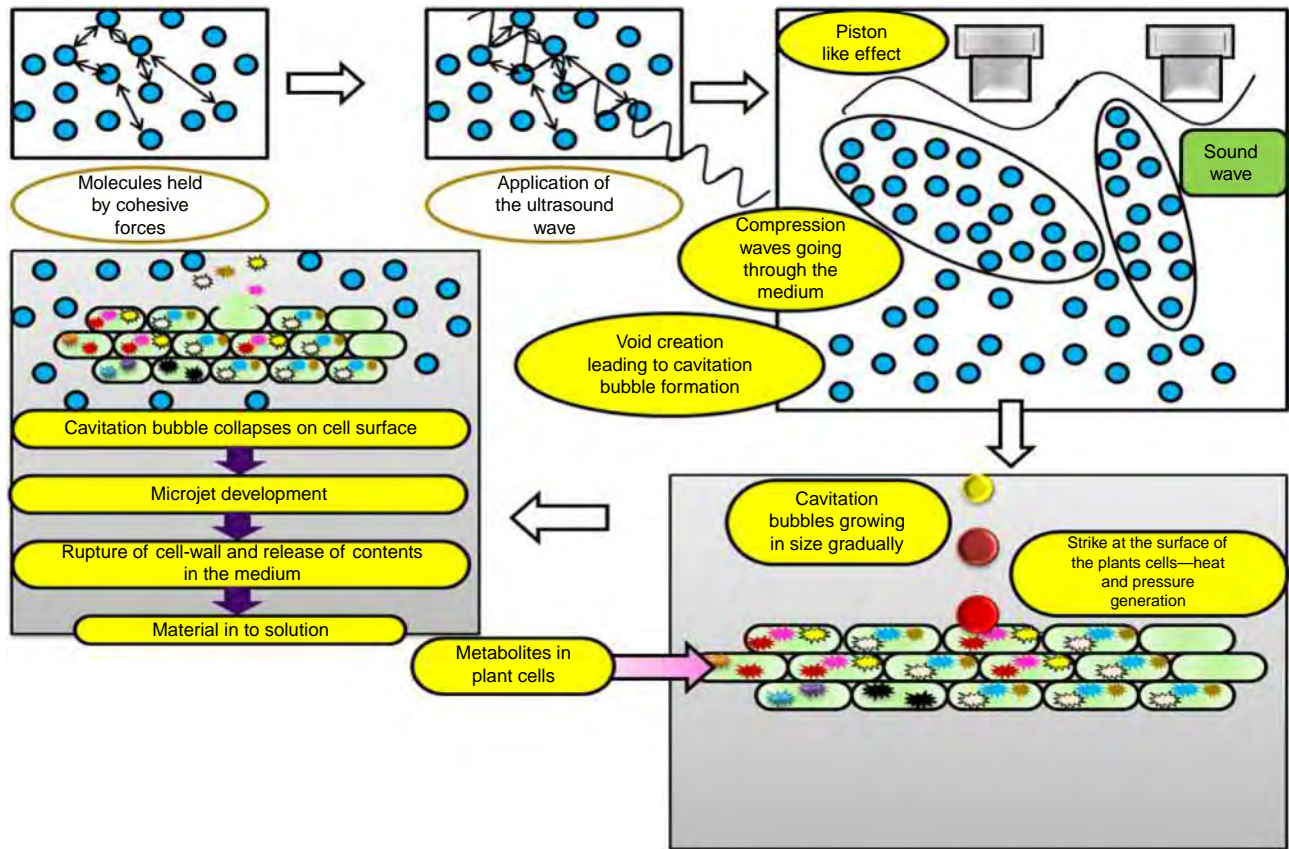 Molecules held
by cohesive
forces
Application of
the ultrasound
wave
Piston
like effect
Sound
wave
Compression
waves going
through the
medium
Void creation
leading to cavitation
bubble formation
Cavitation
bubbles growing
in size gradually
Strike at the surface of
the plants cells—heat
and pressure
generation
Metabolites in
plant cells
Cavitation bubble collapses on cell surface
Microjet development
Rupture of cell-wall and release of contents
in the medium
Material in to solution